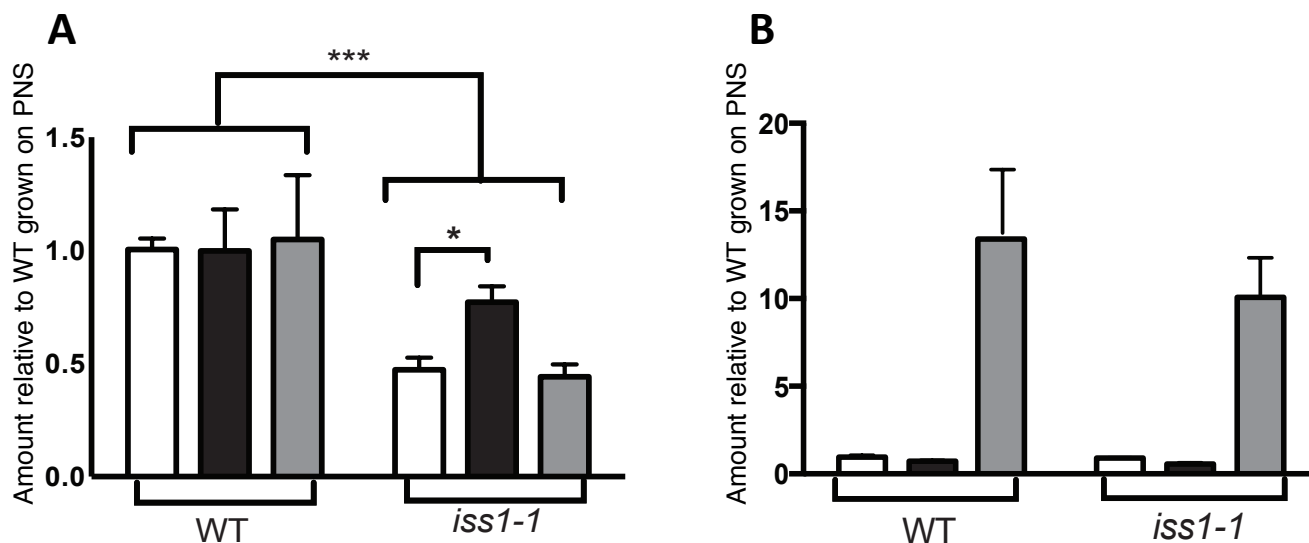 A
Amount relative to WT grown on PNS
1.5
1.0
0.5
0.0
***
*
WT
iss1-1
B
Amount relative to WT grown on PNS
20
15
10
5
0
WT
iss1-1